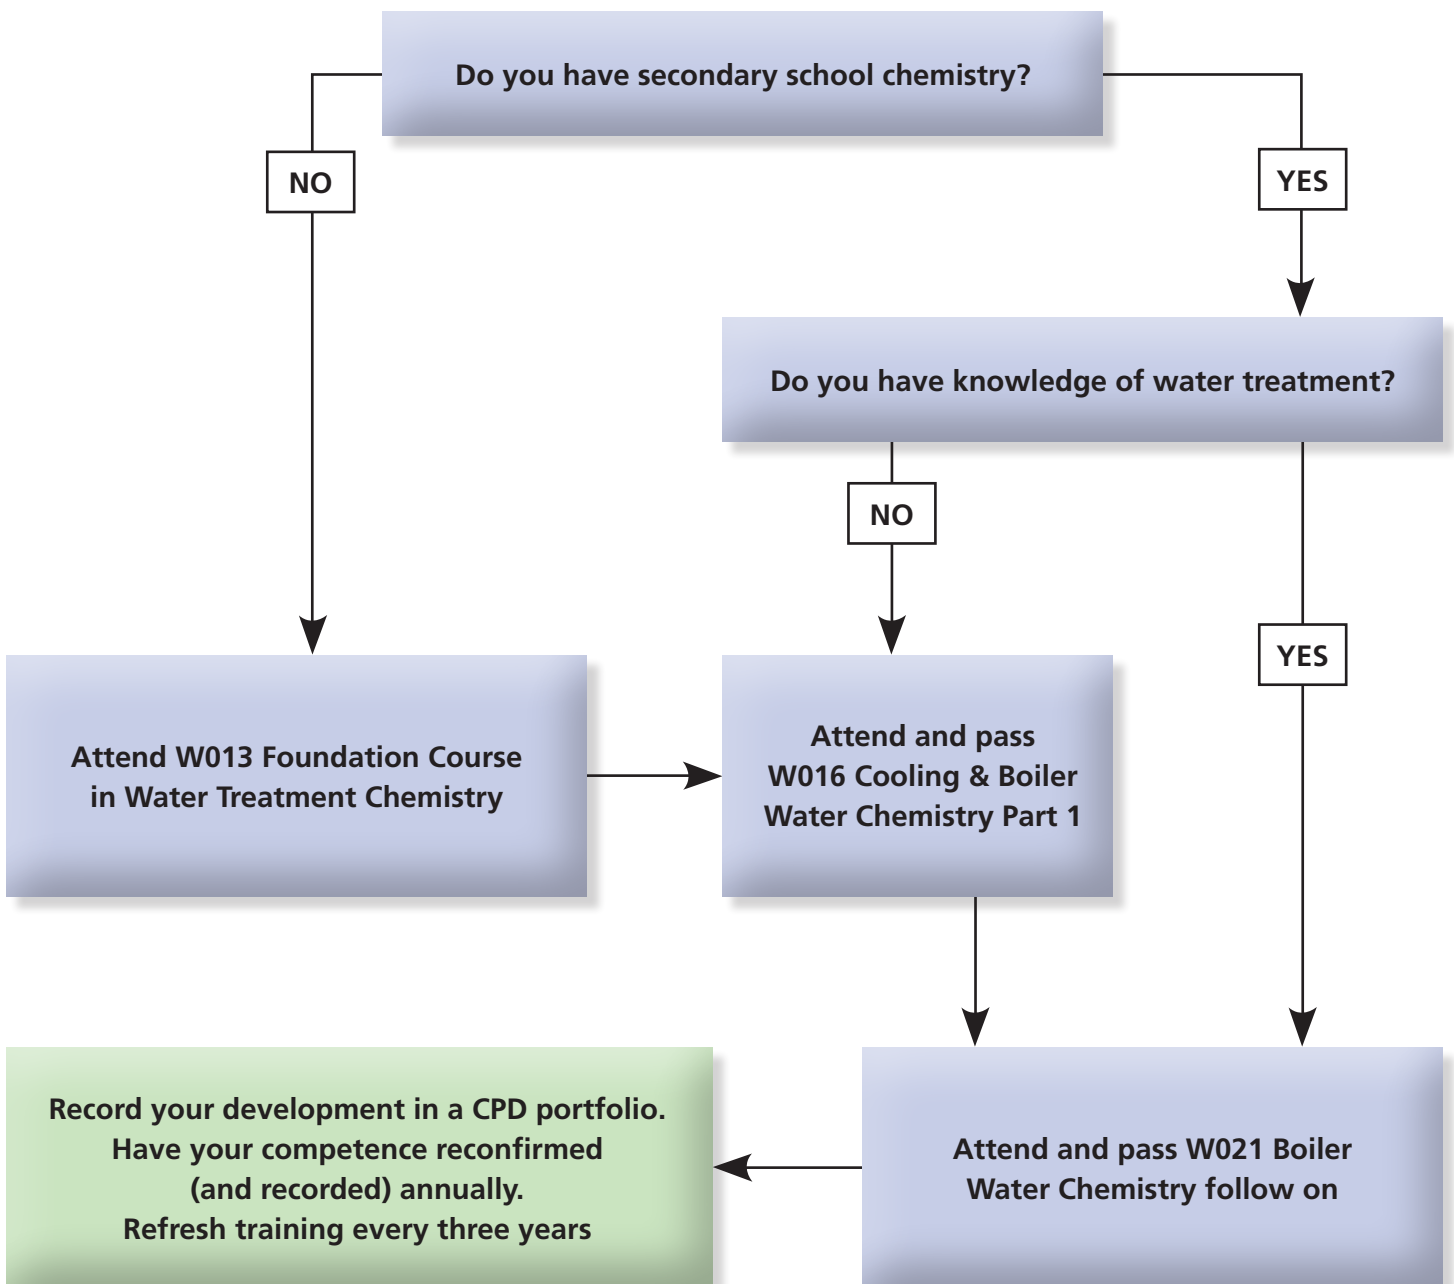 Do you have secondary school chemistry?
NO
YES
Do you have knowledge of water treatment?
NO
YES
Attend W013 Foundation Course
in Water Treatment Chemistry
Attend and pass
W016 Cooling & Boiler
Water Chemistry Part 1
Record your development in a CPD portfolio.
Have your competence reconfirmed
(and recorded) annually.
Refresh training every three years
Attend and pass W021 Boiler
Water Chemistry follow on